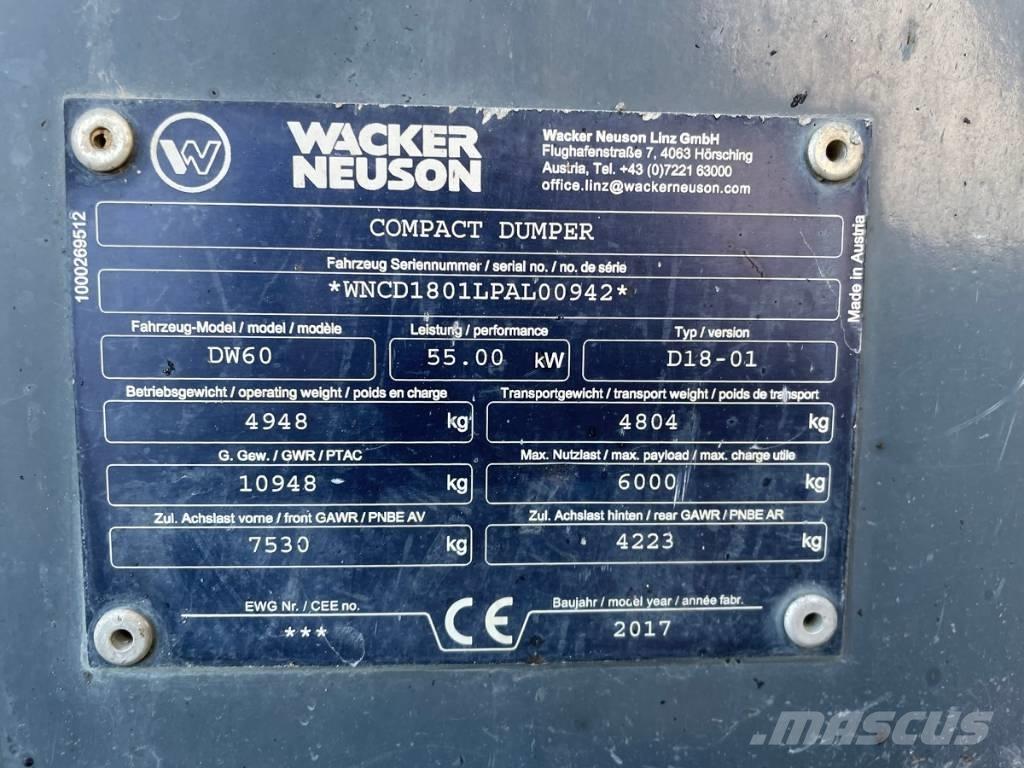 W
WACKER
NEUSON
Wacker Neuson Linz GmbH
Flughafenstraße 7, 4063 Hörsching
Austria, Tel. +43 (0)7221 63000
office.linz@wackerneuson.com
1000269512
COMPACT DUMPER
Made in Austria
Fahrzeug Seriennummer / serial no. / no. de série
*WNCD1801LPAL00942*
Fahrzeug-Model / model / modèle Leistung / performance Typ / version
DW60 55.00 kW D18-01
Betriebsgewicht / operating weight / poids en charge Transportgewicht / transport weight / poids de transport
4948 kg 4804 kg
G. Gew. / GWR / PTAC Max. Nutzlast / max. payload / max. charge utile
10948 kg 6000 kg
Zul. Achslast vorne / front GAWR / PNBE AV Zul. Achslast hinten / rear GAWR / PNBE AR
7530 kg 4223 kg
EWG Nr. / CEE no. CE Baujahr / model year / année fabr.
*** 2017
MASCUS